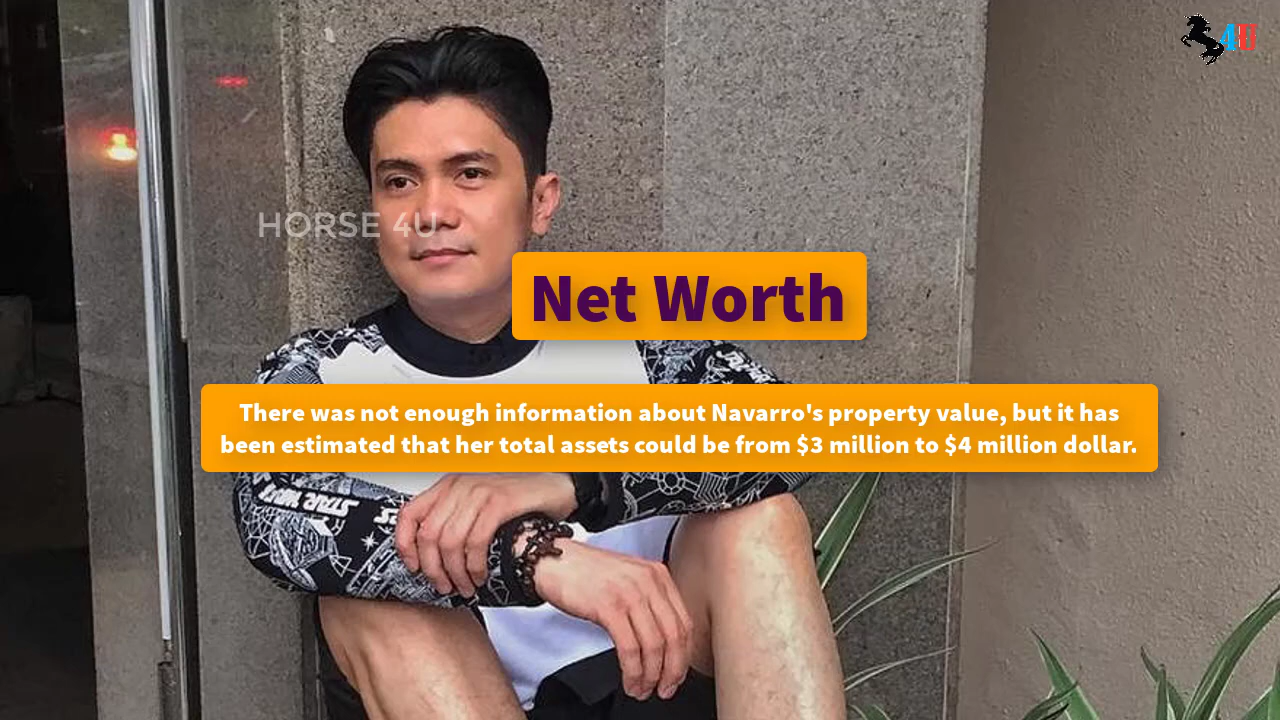 4U
HORSE 4U
Net Worth
There was not enough information about Navarro's property value, but it has
been estimated that her total assets could be from $3 million to $4 million dollar.
STAR WARS